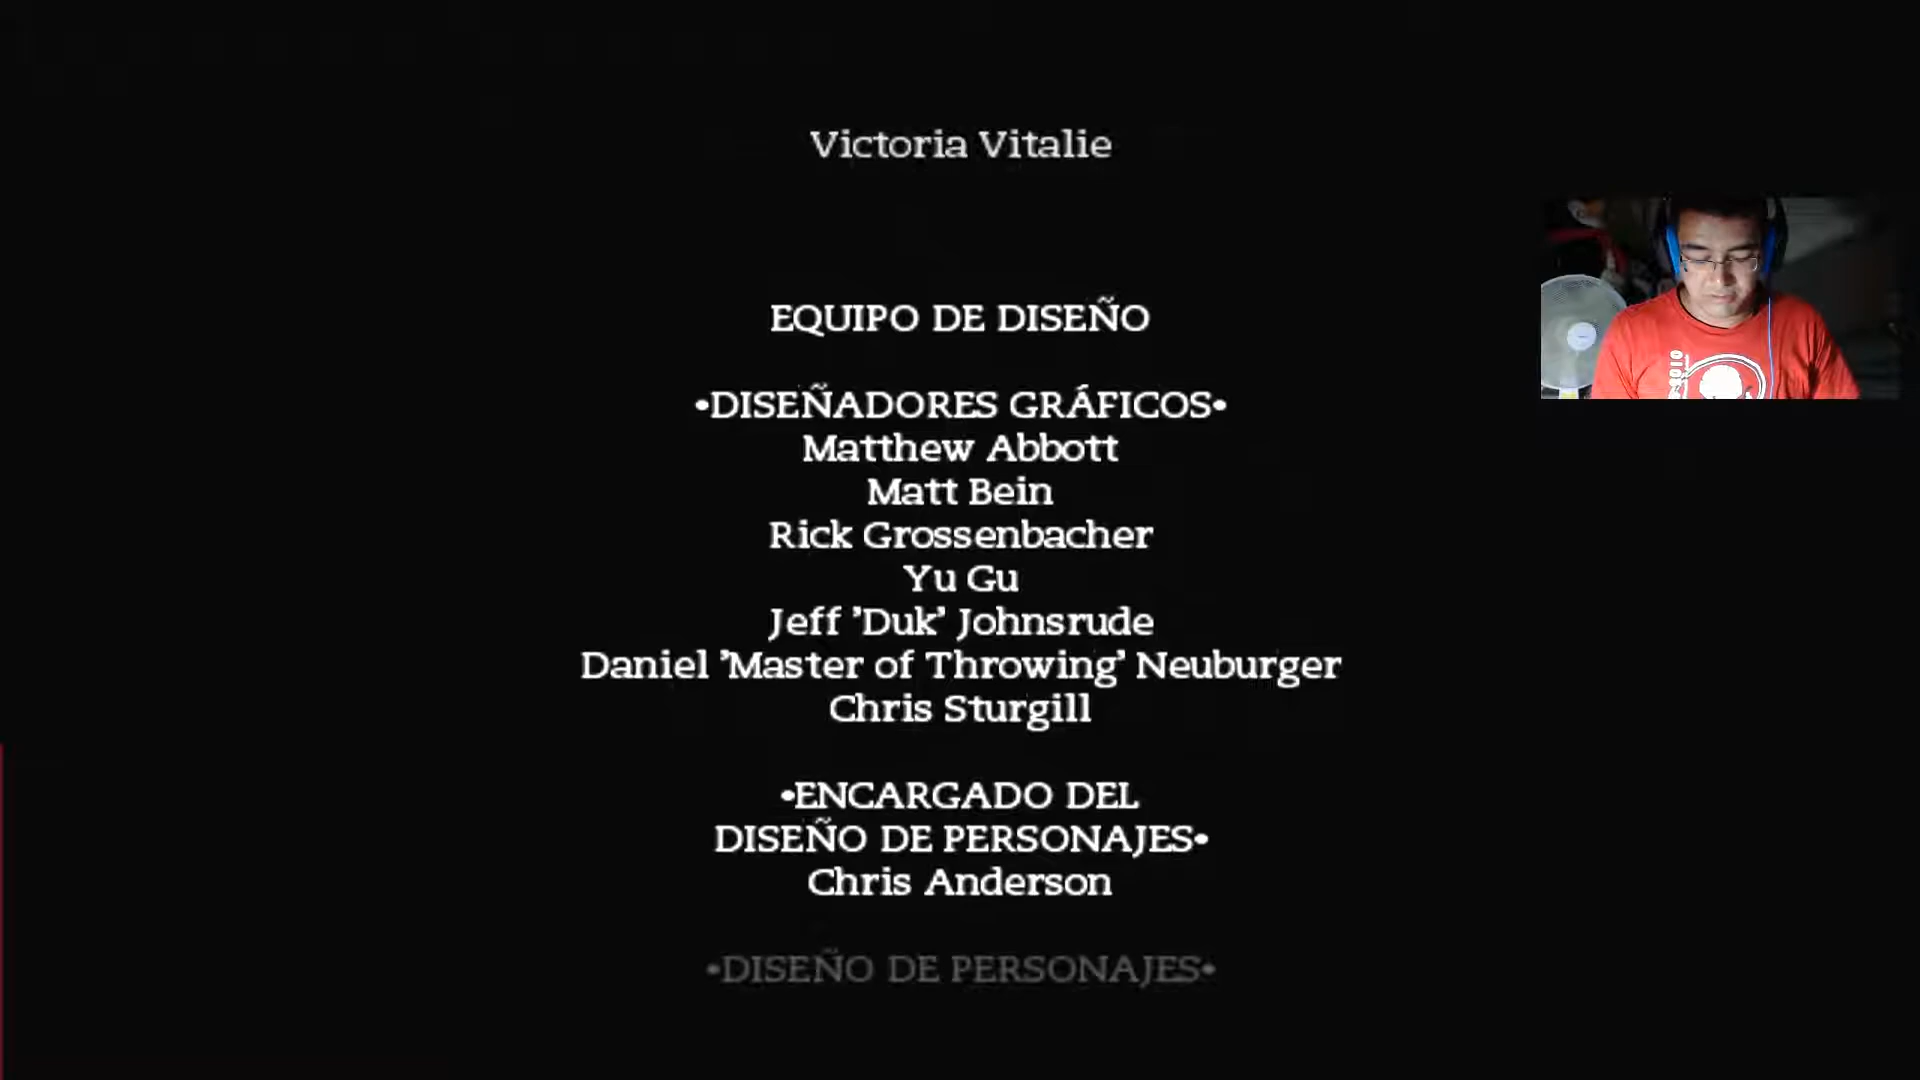 Victoria Vitalie
EQUIPO DE DISEÑO
•DISEÑADORES GRÁFICOS•
Matthew Abbott
Matt Bein
Rick Grossenbacher
Yu Gu
Jeff 'Duk' Johnsrude
Daniel 'Master of Throwing' Neuburger
Chris Sturgill
•ENCARGADO DEL
DISEÑO DE PERSONAJES•
Chris Anderson
•DISEÑO DE PERSONAJES•